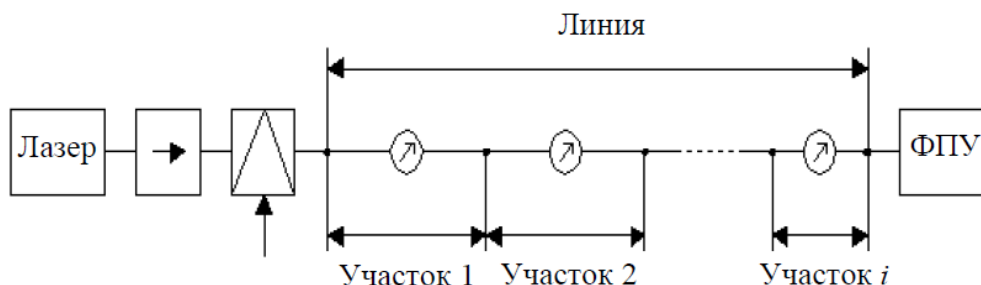 Линия
Лазер
ФПУ
Участок 1
Участок 2
Участок i